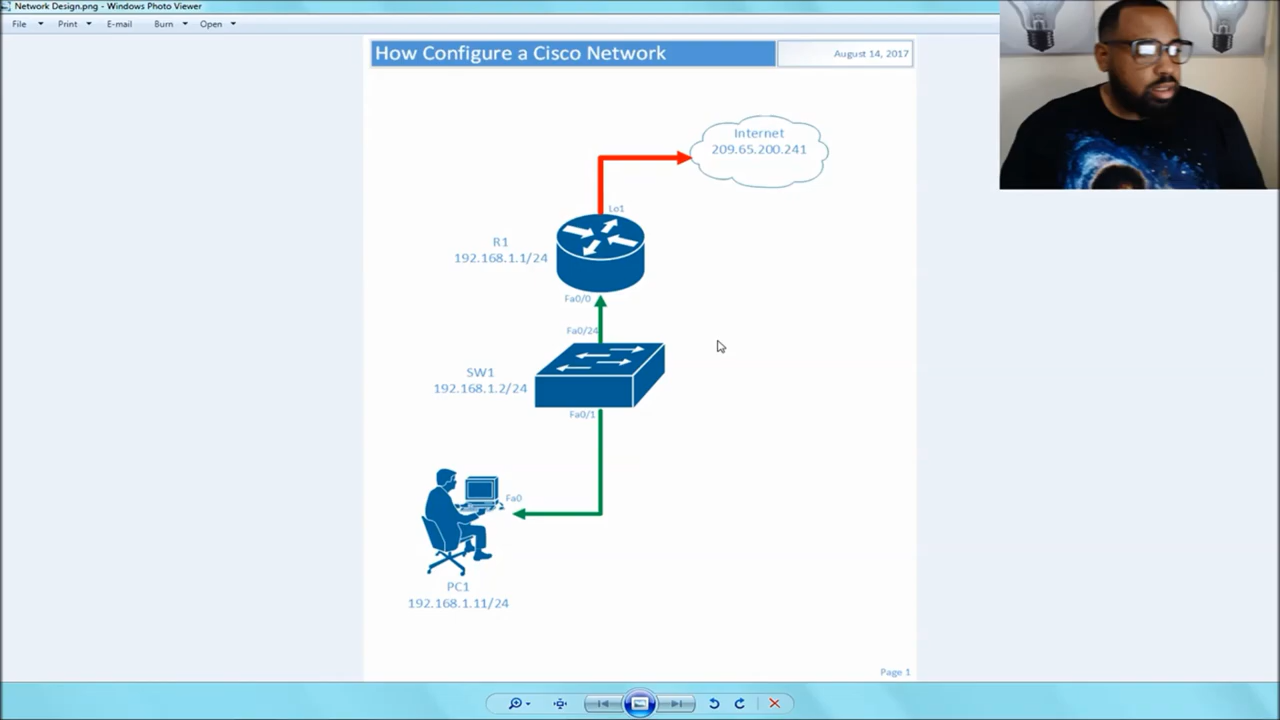 Network Design.png - Windows Photo Viewer
File Print E-mail Burn Open
How Configure a Cisco Network
August 14, 2017
Internet
209.65.200.241
Lo1
R1
192.168.1.1/24
Fa0/0
Fa0/24
SW1
192.168.1.2/24
Fa0/1
Fa0
PC1
192.168.1.11/24
Page 1